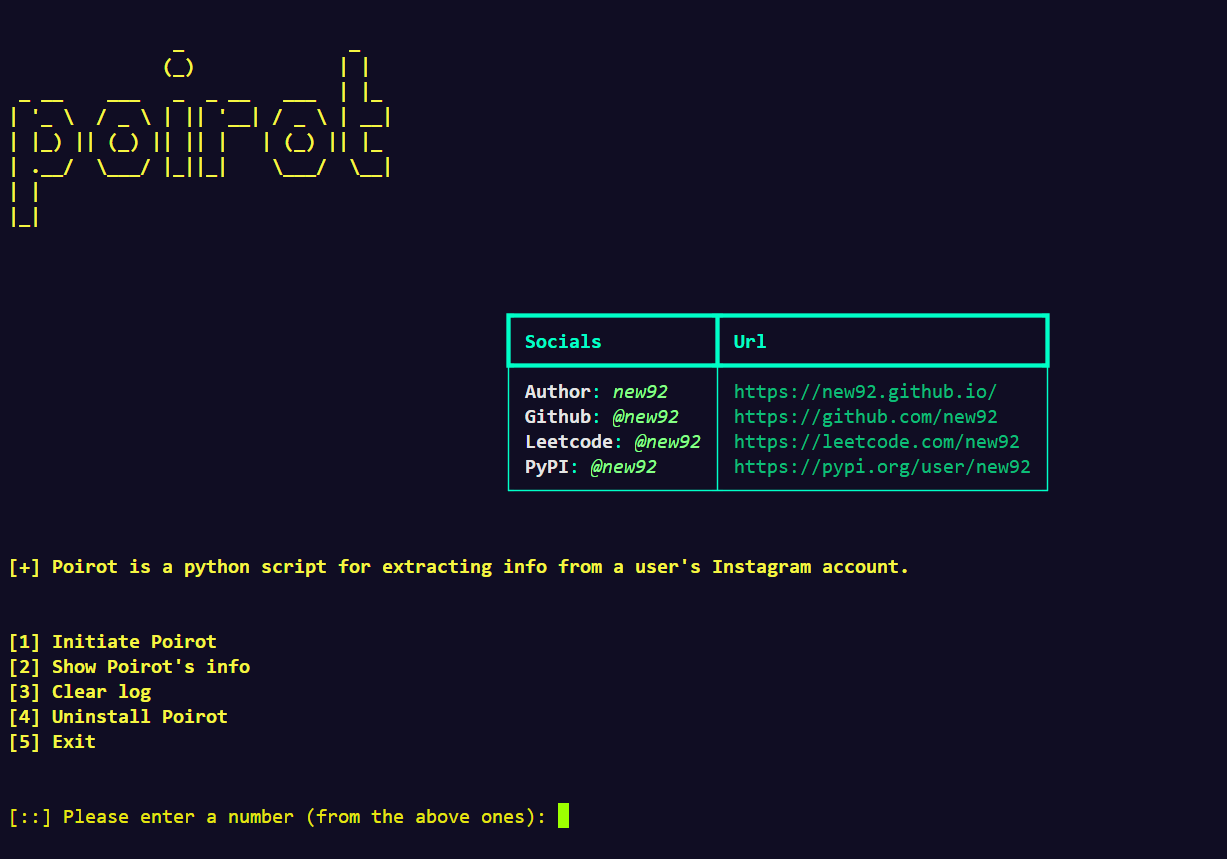 poirot
Socials Url
Author: new92 https://new92.github.io/
Github: @new92 https://github.com/new92
Leetcode: @new92 https://leetcode.com/new92
PyPI: @new92 https://pypi.org/user/new92
[+] Poirot is a python script for extracting info from a user's Instagram account.
[1] Initiate Poirot
[2] Show Poirot's info
[3] Clear log
[4] Uninstall Poirot
[5] Exit
[::] Please enter a number (from the above ones):